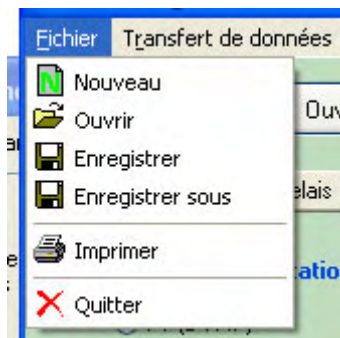 Fichier Transfert de données
Nouveau
Ouvrir
Enregistrer
Enregistrer sous
Imprimer
Quitter